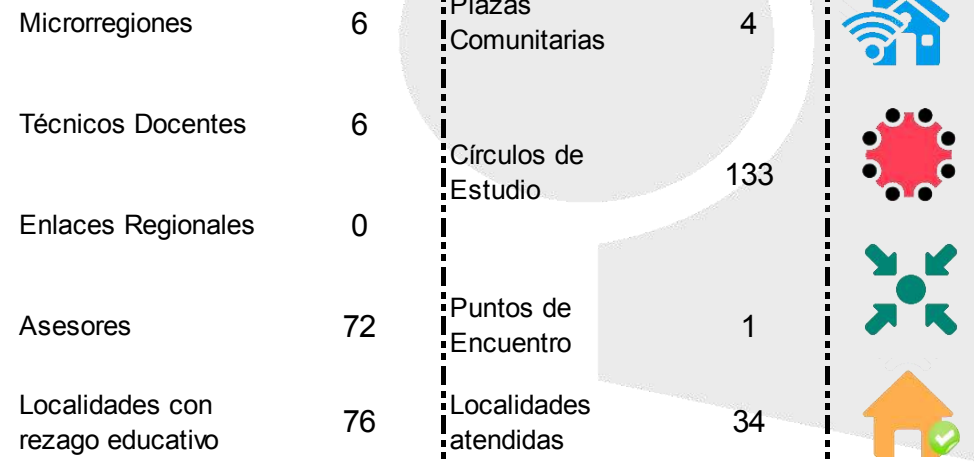 Microrregiones 6
Plazas
Comunitarias 4
Técnicos Docentes 6
Círculos de
Estudio 133
Enlaces Regionales 0
Asesores 72
Puntos de
Encuentro 1
Localidades con
rezago educativo 76
Localidades
atendidas 34